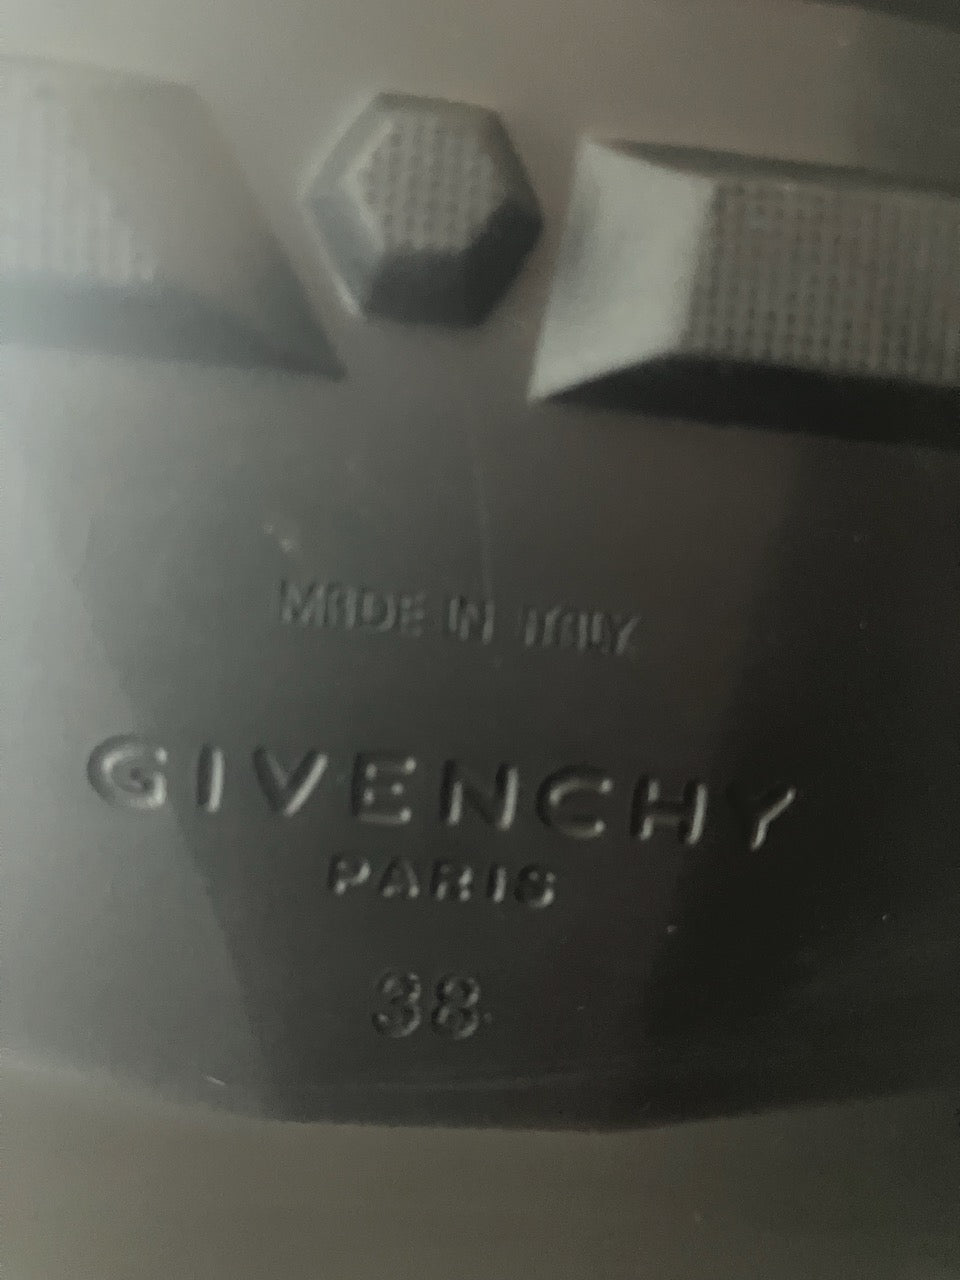 MADE IN ITALY
GIVENCHY
PARIS
38